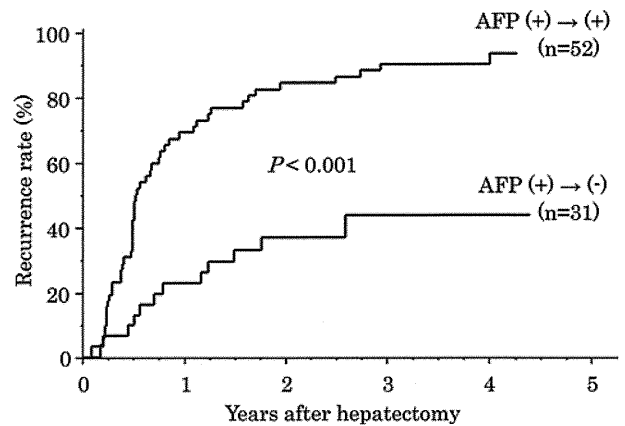 AFP (+) → (+)
(n=52)
100
80
60
40
20
0
Recurrence rate (%)
P < 0.001
AFP (+) → (-)
(n=31)
0 1 2 3 4 5
Years after hepatectomy